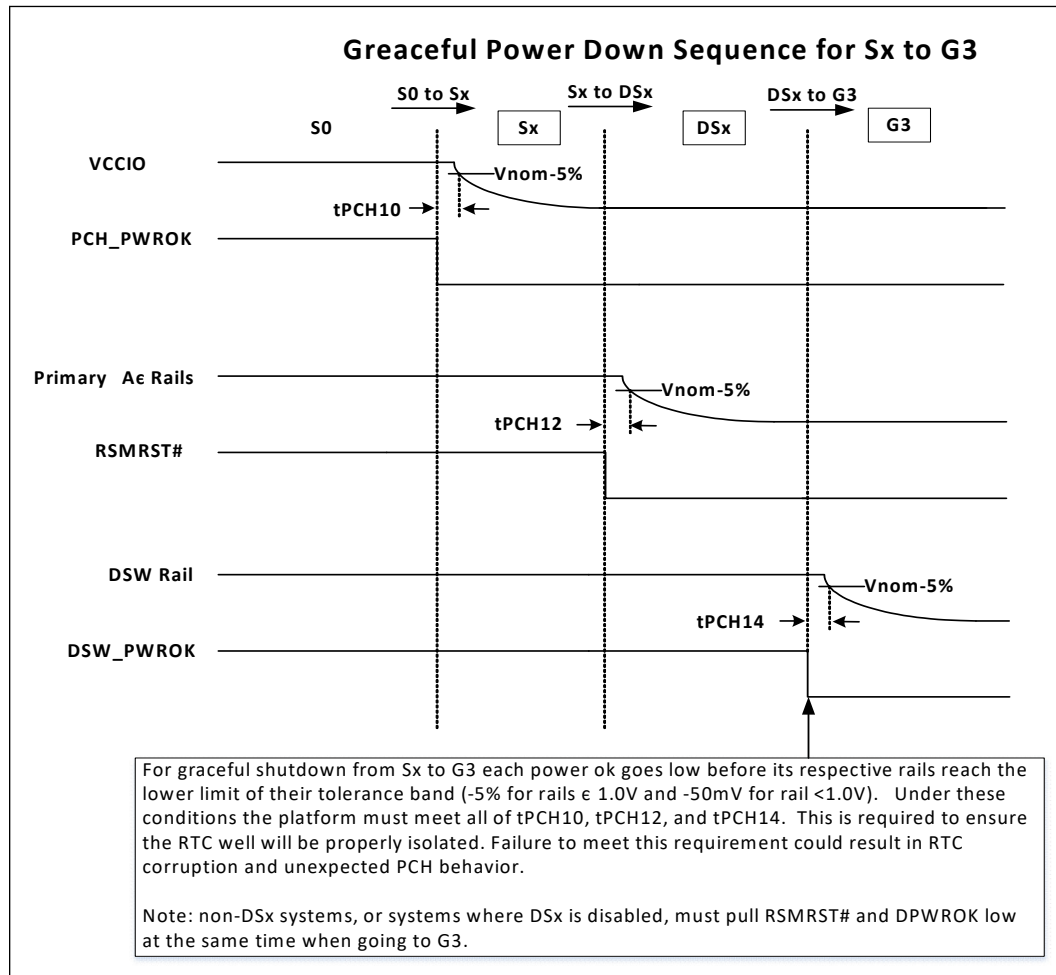 Greaceful Power Down Sequence for Sx to G3
S0 to Sx
Sx to DSx
DSx to G3
S0
Sx
DSx
G3
VCCIO
Vnom-5%
tPCH10
PCH_PWROK
Primary Aє Rails
Vnom-5%
tPCH12
RSMRST#
DSW Rail
Vnom-5%
tPCH14
DSW_PWROK
For graceful shutdown from Sx to G3 each power ok goes low before its respective rails reach the
lower limit of their tolerance band (-5% for rails є 1.0V and -50mV for rail <1.0V). Under these
conditions the platform must meet all of tPCH10, tPCH12, and tPCH14. This is required to ensure
the RTC well will be properly isolated. Failure to meet this requirement could result in RTC
corruption and unexpected PCH behavior.
Note: non-DSx systems, or systems where DSx is disabled, must pull RSMRST# and DPWROK low
at the same time when going to G3.